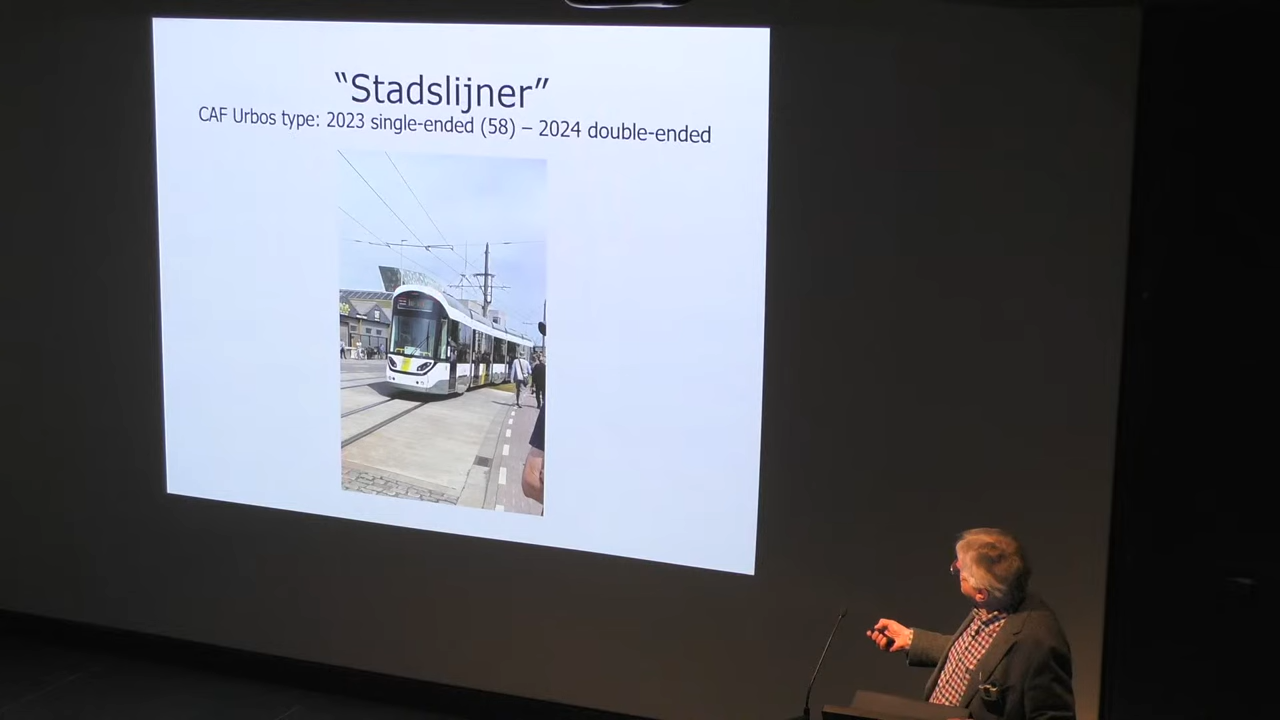 “Stadslijner”
CAF Urbos type: 2023 single-ended (58) – 2024 double-ended